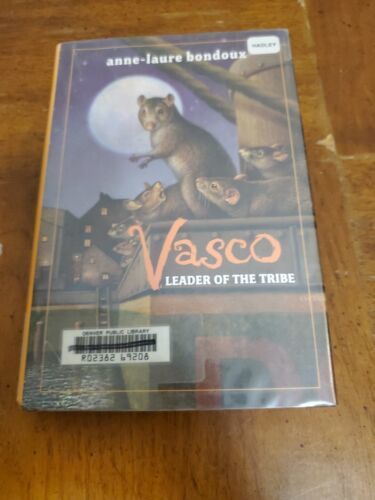 anne-laure bondoux
HADLEY
Vasco
LEADER OF THE TRIBE
DENVER PUBLIC LIBRARY
R02382 69208